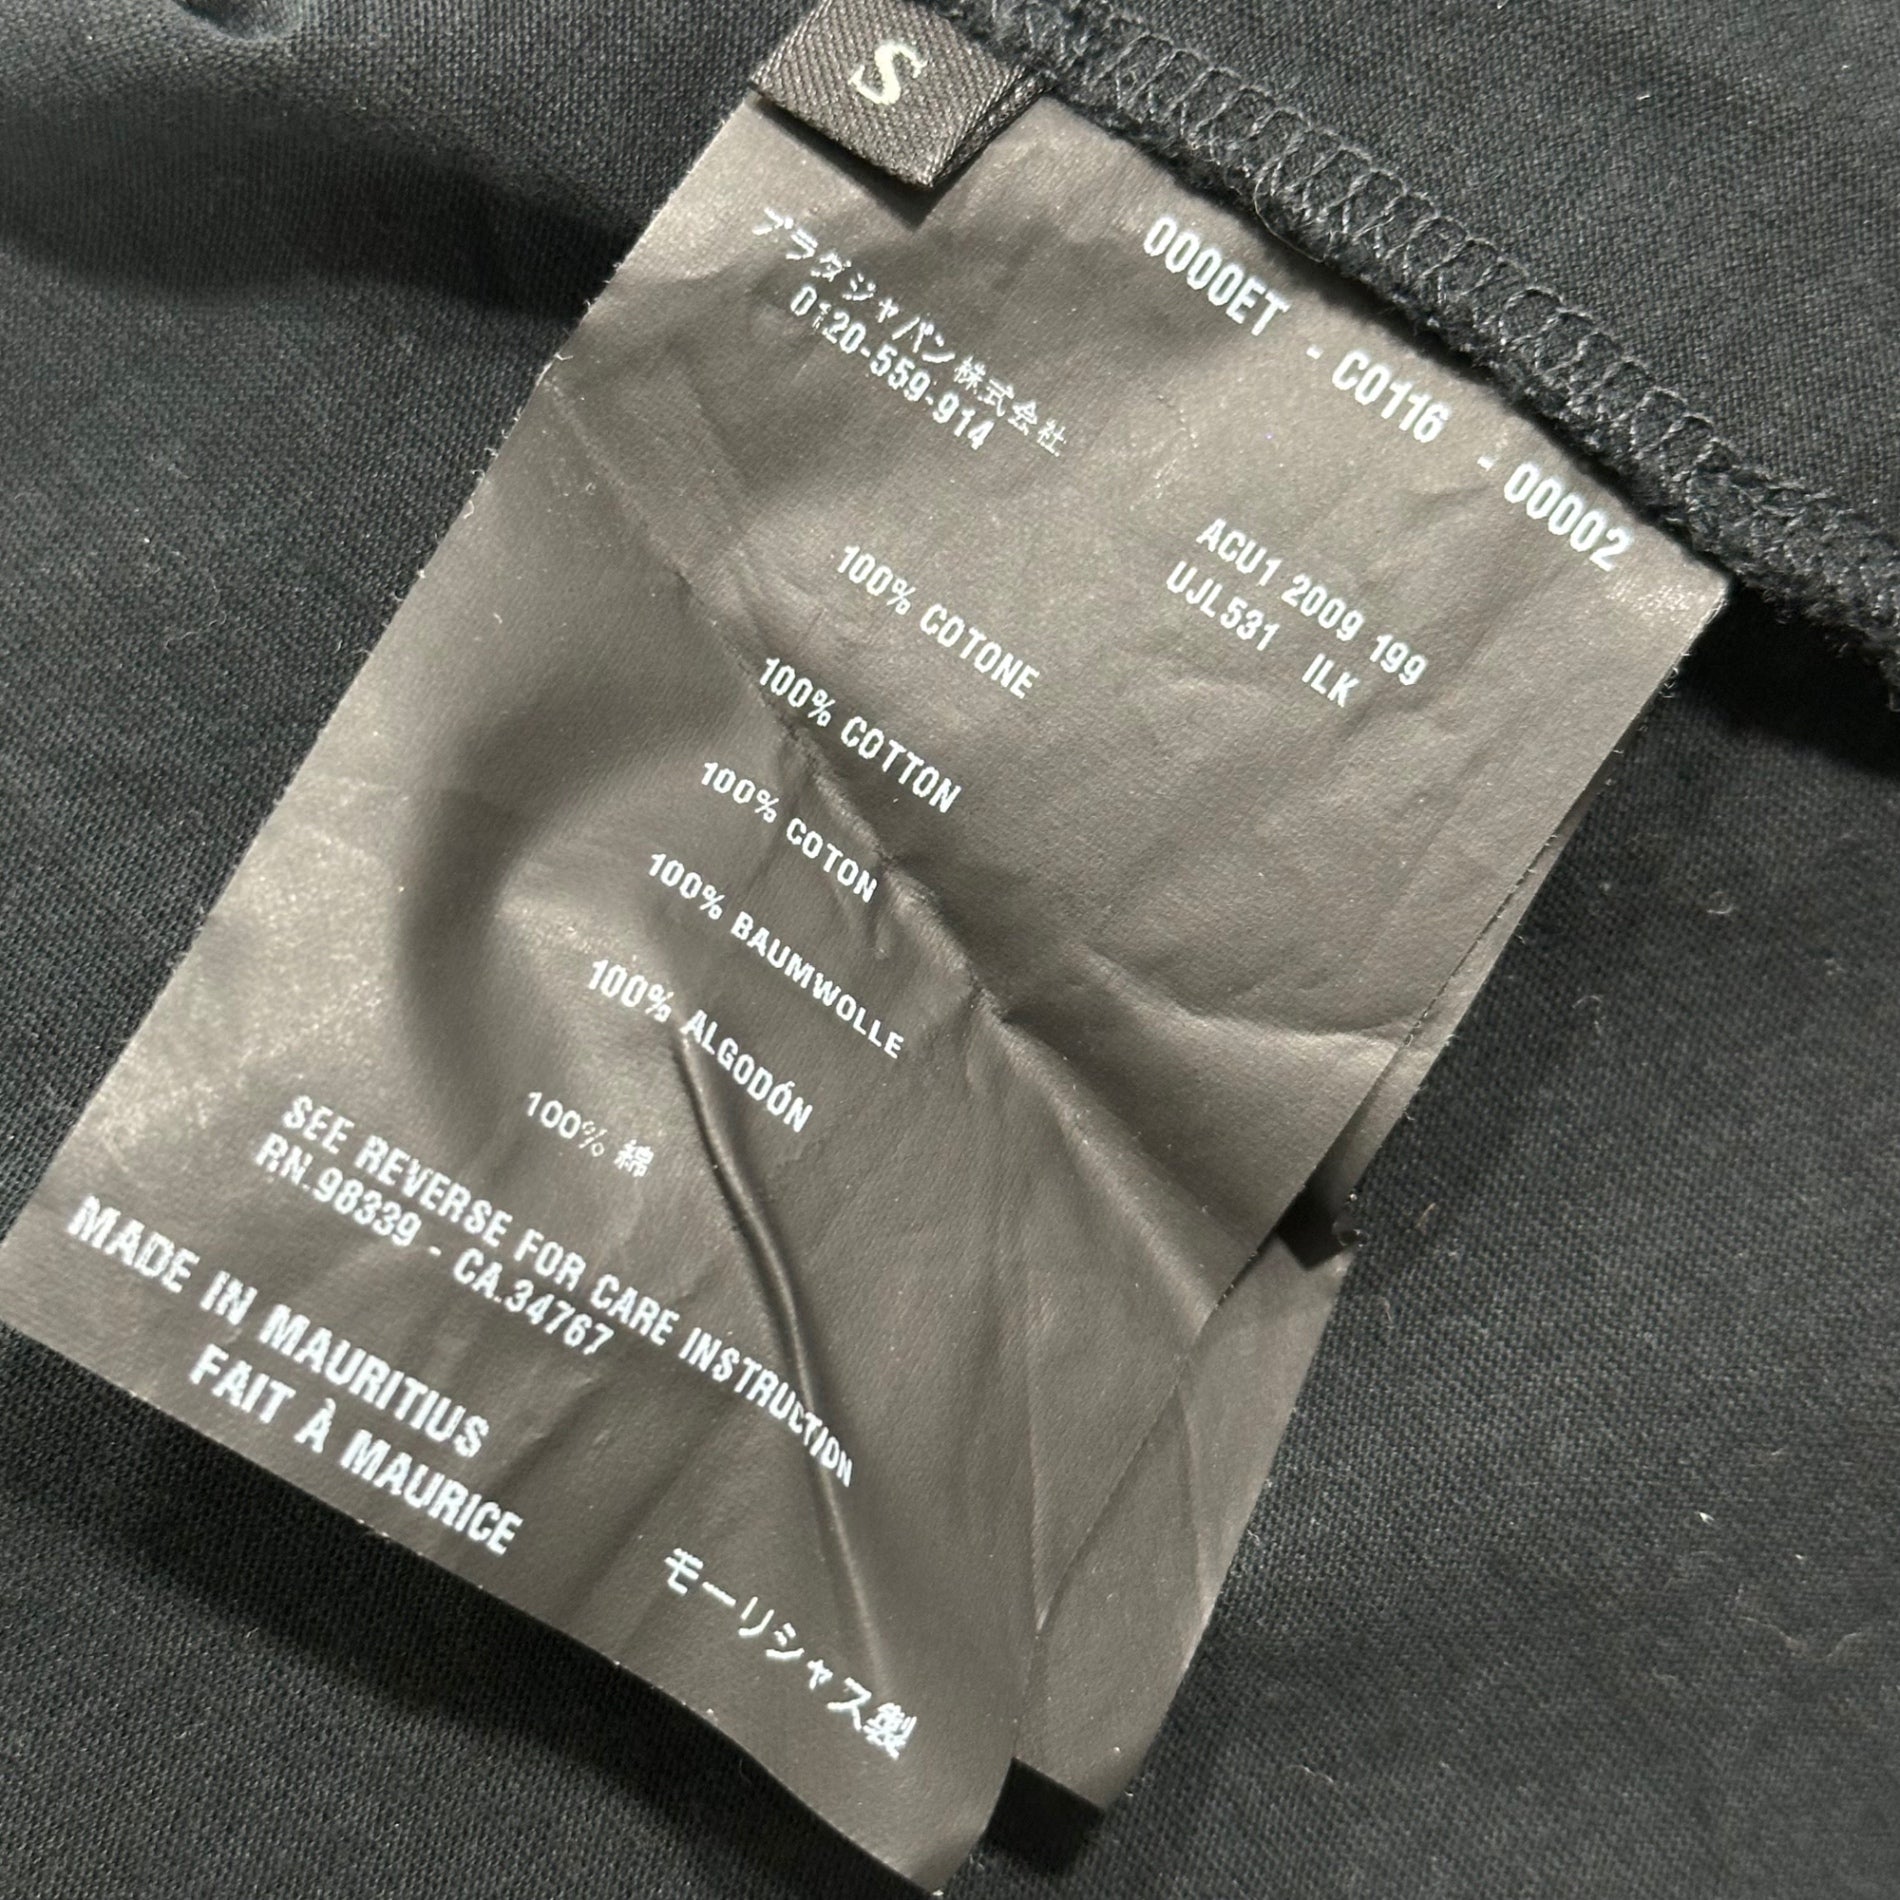 S
0000ET - C0116 - 00002
プラダジャパン株式会社
0120-559-914
ACU1 2009 199
UJL531 ILK
100% COTONE
100% COTTON
100% COTON
100% BAUMWOLLE
100% ALGODÓN
100% 綿
SEE REVERSE FOR CARE INSTRUCTION
RN.98339 - CA.34767
MADE IN MAURITIUS
FAIT À MAURICE
モーリシャス製